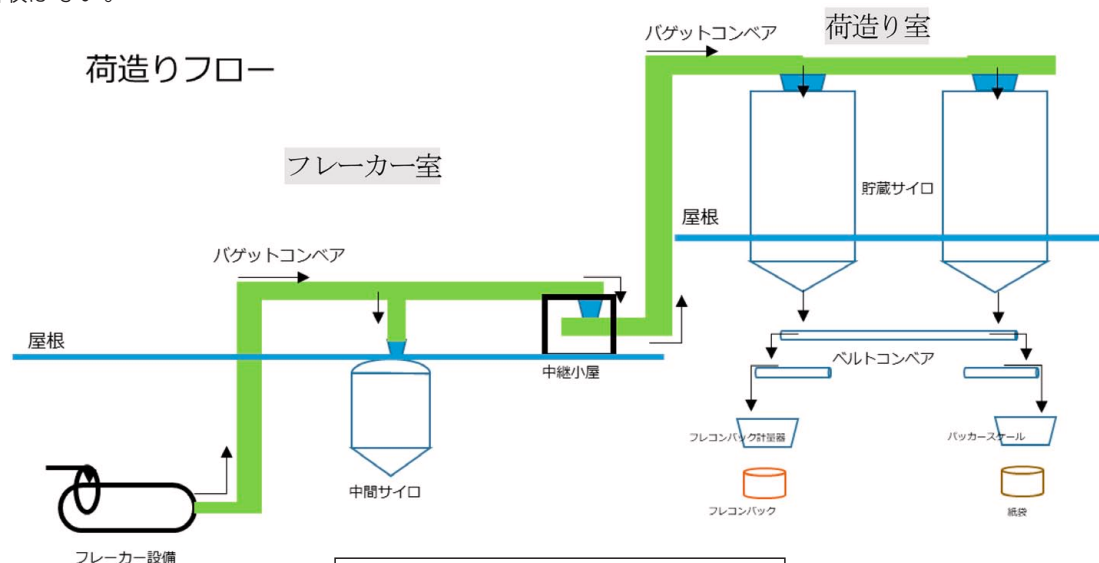 バゲットコンベア
荷造り室
荷造りフロー
フレーカー室
貯蔵サイロ
屋根
バゲットコンベア
屋根
中継小屋
ベルトコンベア
フレコンバック計量器
パッカースケール
中間サイロ
フレコンバック
紙袋
フレーカー設備